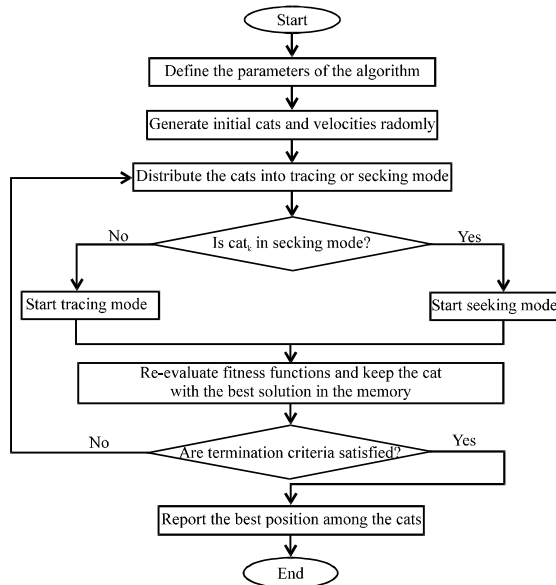 Start
Define the parameters of the algorithm
Generate initial cats and velocities radomly
Distribute the cats into tracing or secking mode
Is catₖ in secking mode?
No
Yes
Start tracing mode
Start seeking mode
Re-evaluate fitness functions and keep the cat
with the best solution in the memory
No
Are termination criteria satisfied?
Yes
Report the best position among the cats
End